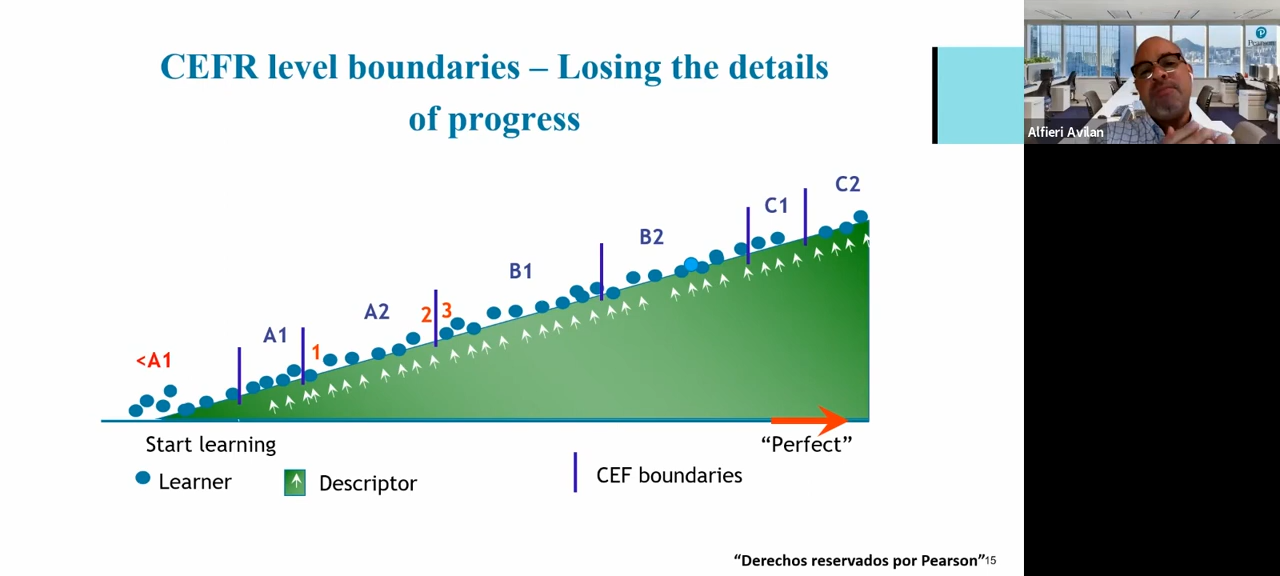 CEFR level boundaries – Losing the details
of progress
Pearson
Alfieri Avilan
C2
C1
B2
B1
A2
2 3
A1
1
<A1
Start learning
“Perfect”
Learner
Descriptor
CEF boundaries
“Derechos reservados por Pearson”15